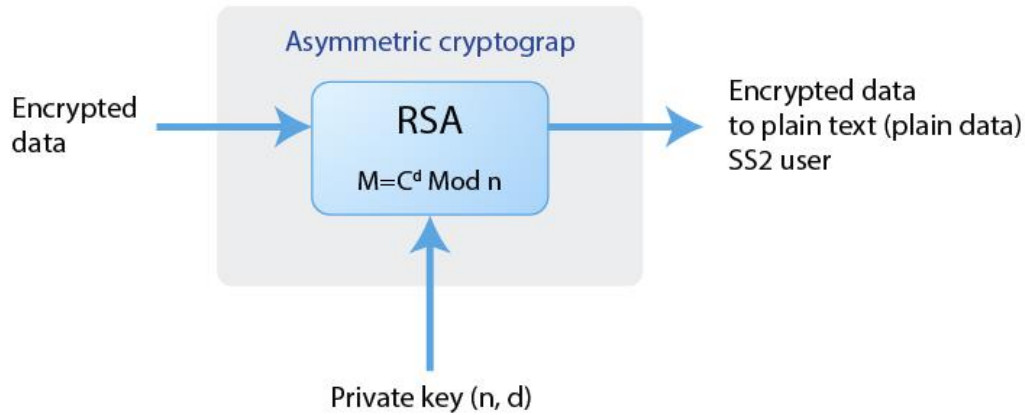 Asymmetric cryptograp
Encrypted
data
RSA
M=Cᵈ Mod n
Encrypted data
to plain text (plain data)
SS2 user
Private key (n, d)